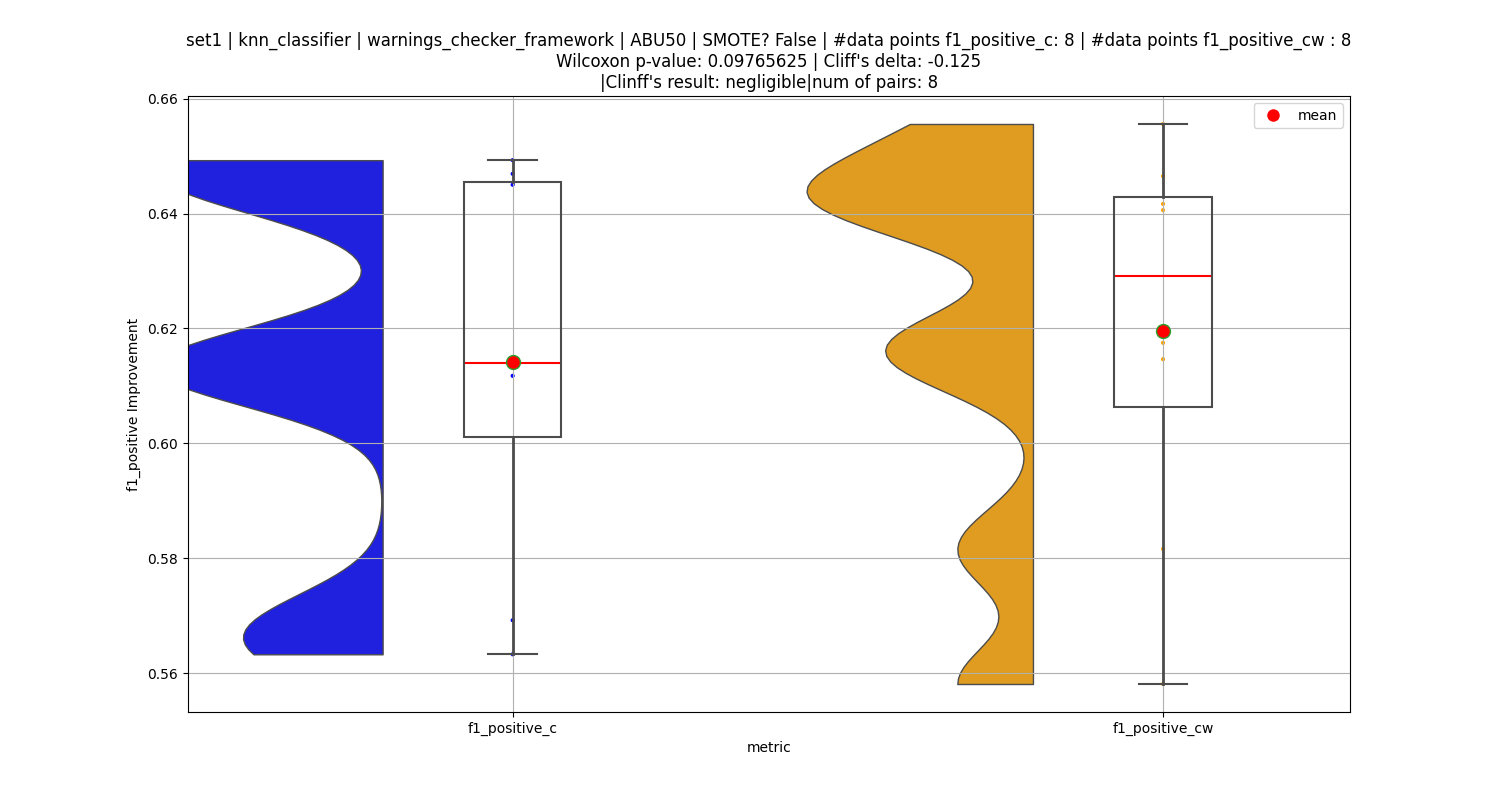 set1 | knn_classifier | warnings_checker_framework | ABU50 | SMOTE? False | #data points f1_positive_c: 8 | #data points f1_positive_cw : 8
Wilcoxon p-value: 0.09765625 | Cliff's delta: -0.125
|Clinff's result: negligible|num of pairs: 8
mean
0.66
0.64
0.62
0.60
0.58
0.56
f1_positive Improvement
f1_positive_c
f1_positive_cw
metric